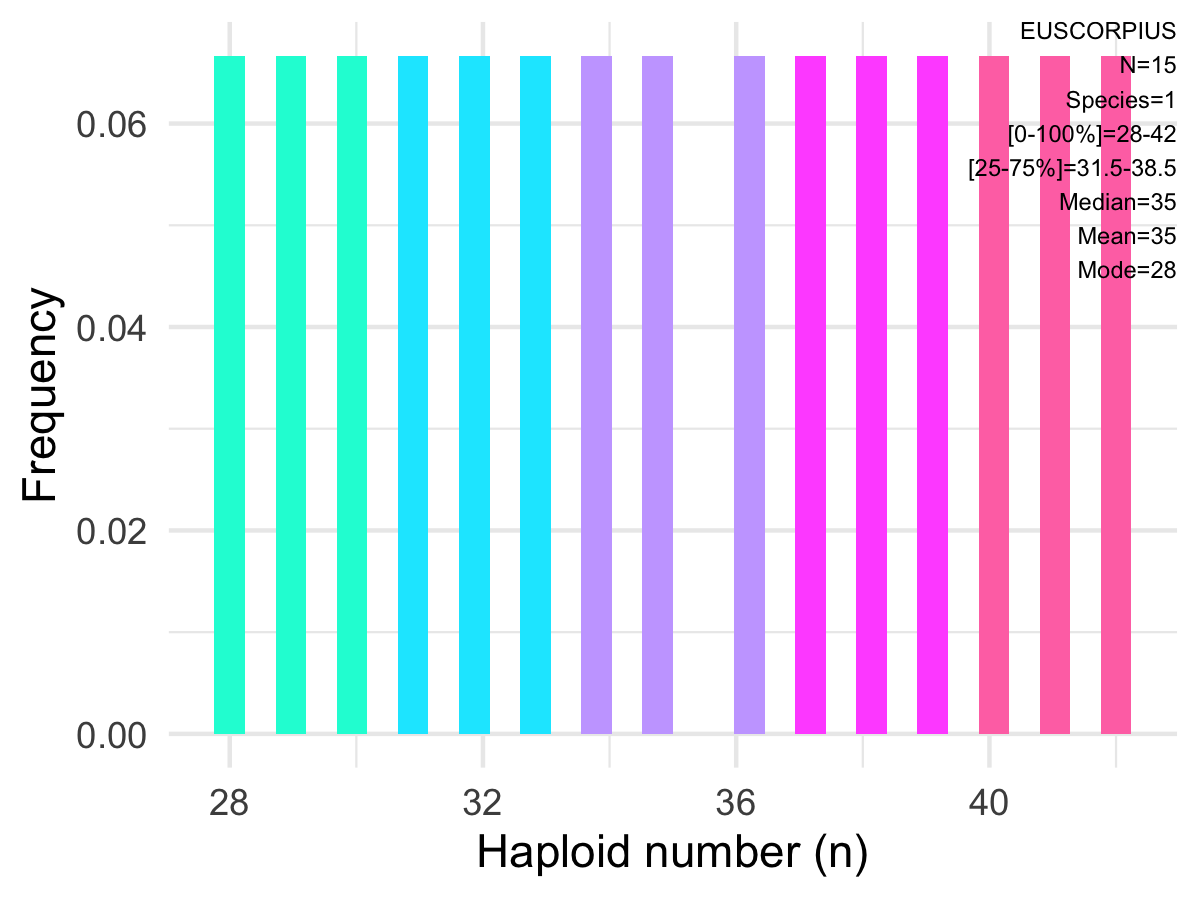 EUSCORPIUS
N=15
Species=1
[0-100%]=28-42
[25-75%]=31.5-38.5
Median=35
Mean=35
Mode=28
0.06
0.04
0.02
0.00
Frequency
28 32 36 40
Haploid number (n)